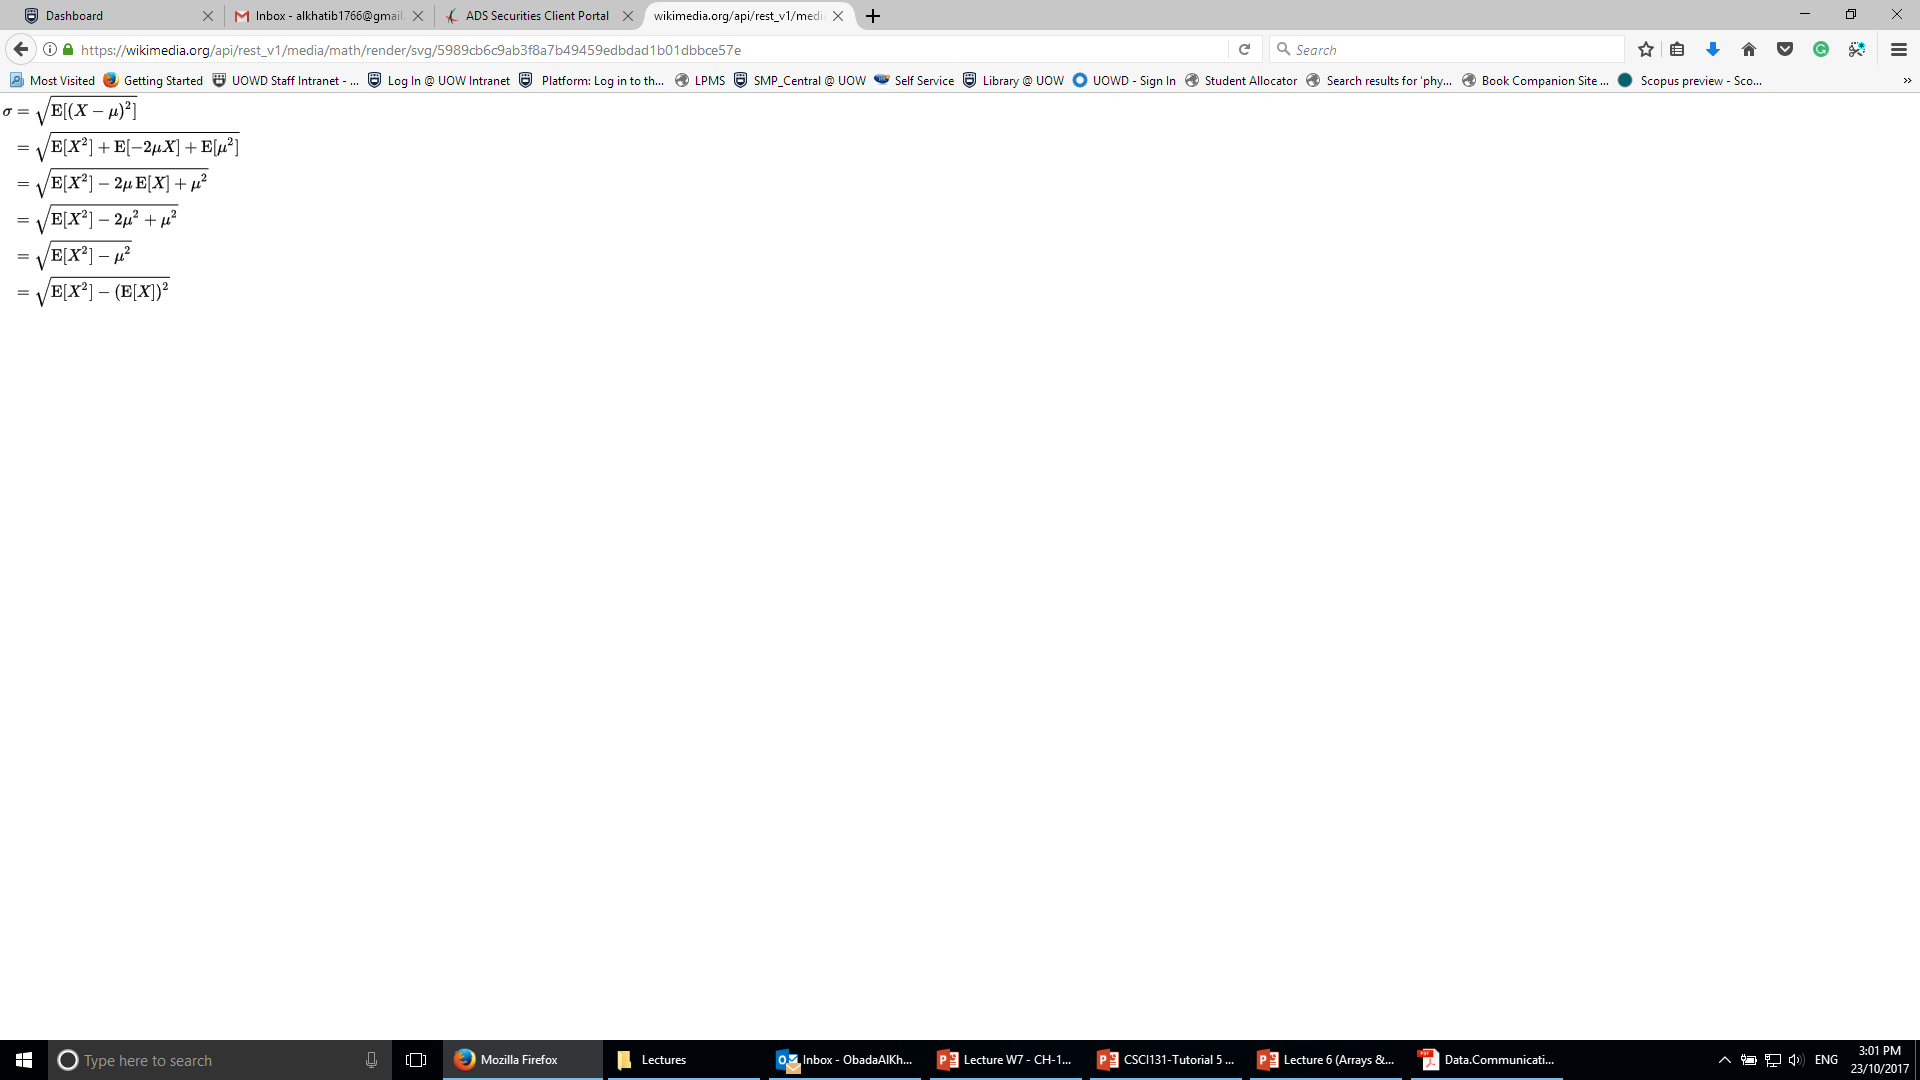 Dashboard
Inbox - alkhatib1766@gmail.
ADS Securities Client Portal
wikimedia.org/api/rest_v1/medi
https://wikimedia.org/api/rest_v1/media/math/render/svg/5989cb6c9ab3f8a7b49459edbdad1b01dbbce57e
Search
Most Visited Getting Started UOWD Staff Intranet - ... Log In @ UOW Intranet Platform: Log in to th... LPMS SMP_Central @ UOW Self Service Library @ UOW UOWD - Sign In Student Allocator Search results for 'phy... Book Companion Site ... Scopus preview - Sco... »
σ = √E[(X − μ)²]
= √E[X²] + E[−2μX] + E[μ²]
= √E[X²] − 2μ E[X] + μ²
= √E[X²] − 2μ² + μ²
= √E[X²] − μ²
= √E[X²] − (E[X])²
Type here to search
Mozilla Firefox
Lectures
Inbox - ObadaAlKh...
Lecture W7 - CH-1...
CSCI131-Tutorial 5 ...
Lecture 6 (Arrays &...
Data.Communicati...
ENG
3:01 PM
23/10/2017